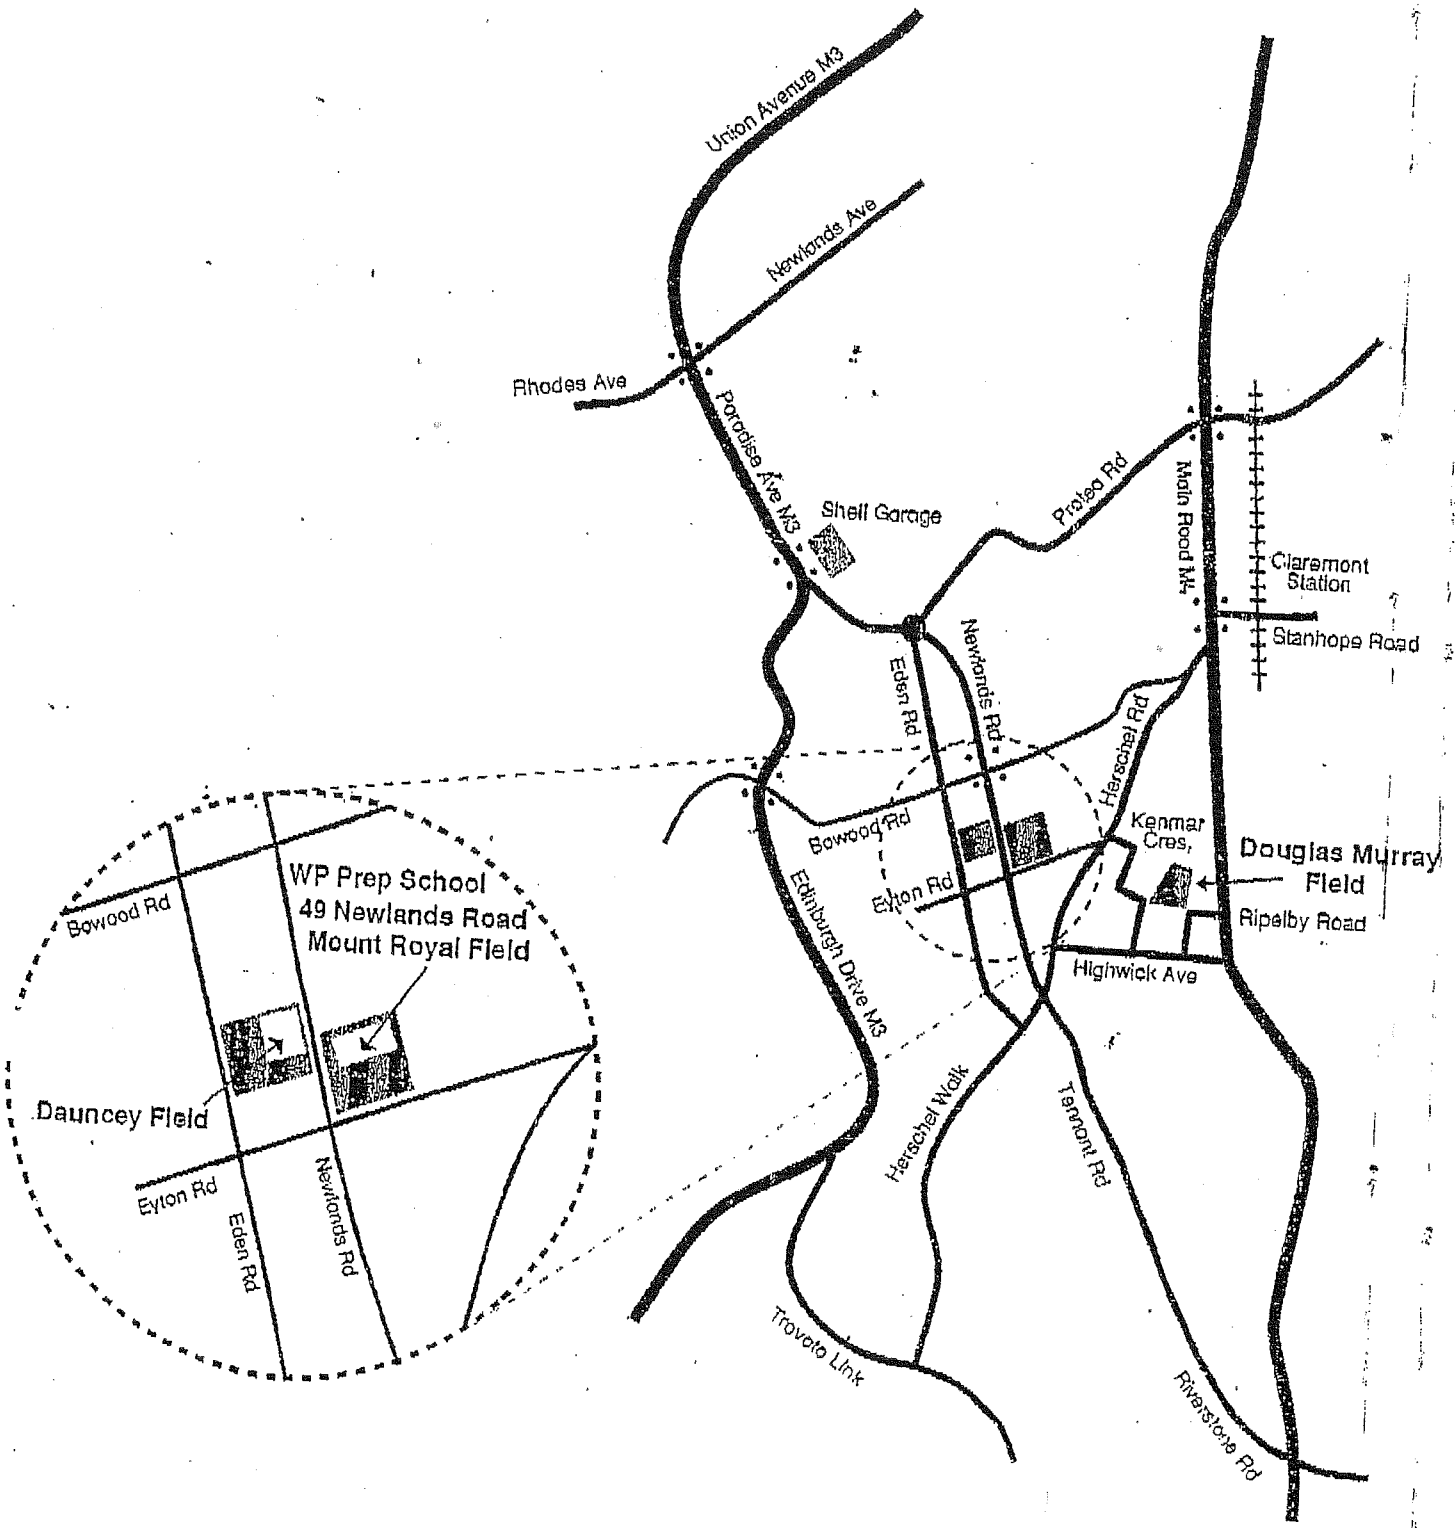 Union Avenue M3
Newlands Ave
Rhodes Ave
Paradise Ave M3
Shell Garage
Protea Rd
Main Road M4
Claremont
Station
Stanhope Road
Eden Rd
Newlands Rd
Herschel Rd
Bowood Rd
Kenmar
Cres,
Douglas Murray
Field
Eyton Rd
Ripelby Road
Highwick Ave
Edinburgh Drive M3
WP Prep School
49 Newlands Road
Mount Royal Field
Bowood Rd
Dauncey Field
Eyton Rd
Eden Rd
Newlands Rd
Herschel Walk
Tennant Rd
Trovato Link
Riverstone Rd